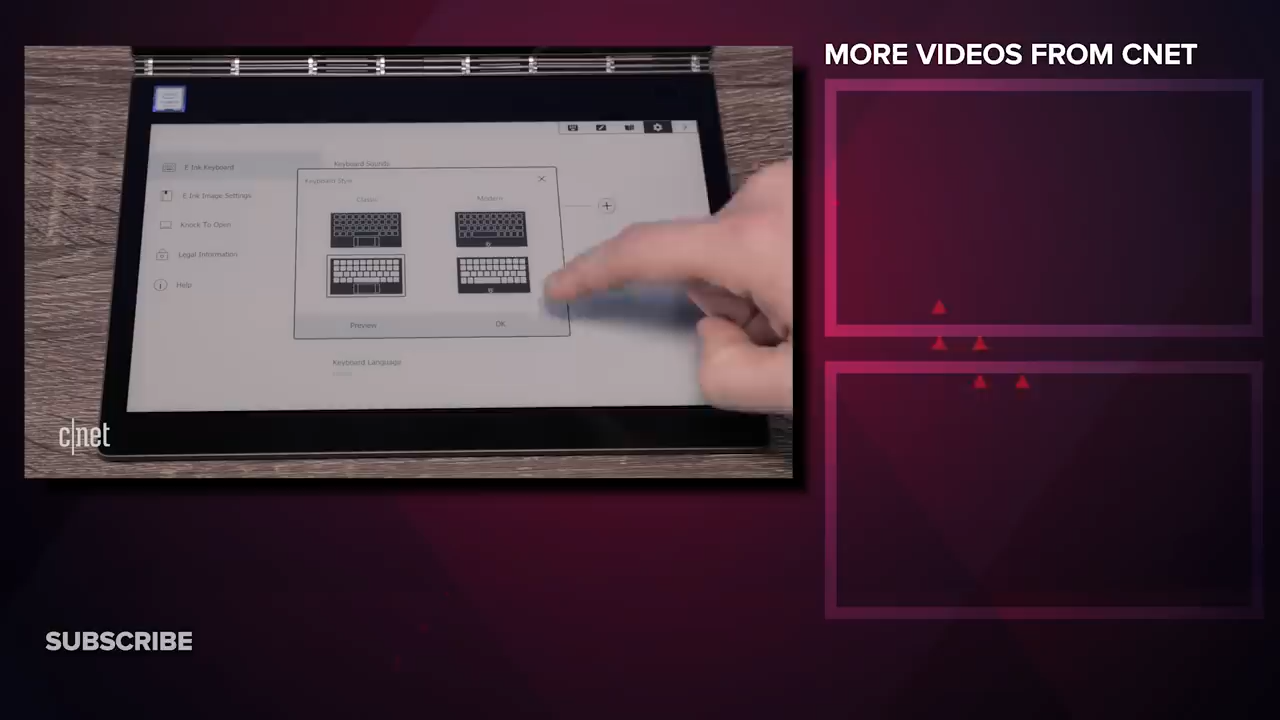 MORE VIDEOS FROM CNET
E Ink Keyboard
Keyboard Sounds
Keyboard Style
E Ink Image Settings
Classic
Modern
Knock To Open
Legal Information
Help
Preview
OK
Keyboard Language
c|net
SUBSCRIBE